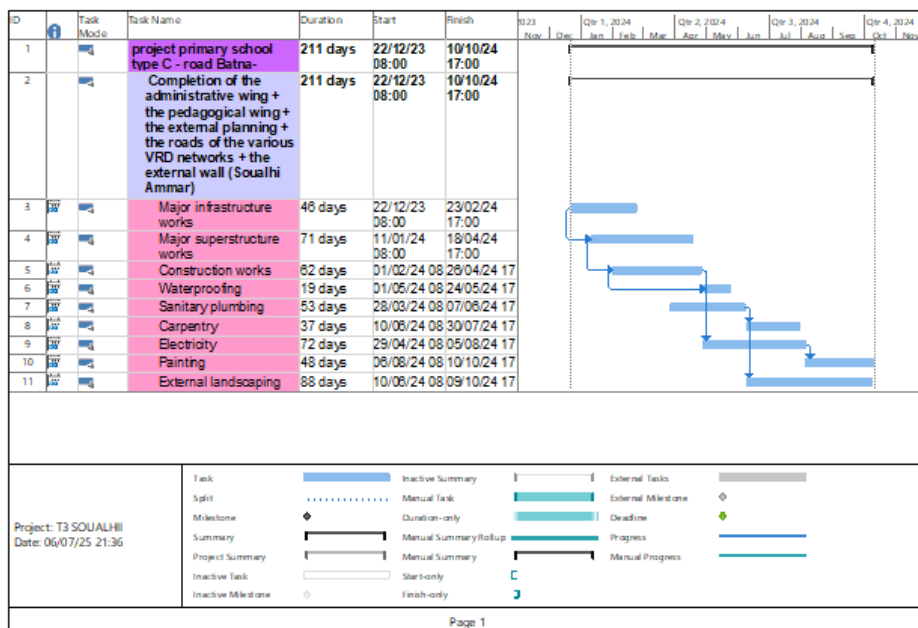 ID Task Mode Task Name Duration Start Finish 2023 Qtr 1, 2024 Qtr 2, 2024 Qtr 3, 2024 Qtr 4, 2024
Nov Dec Jan Feb Mar Apr May Jun Jul Aug Sep Oct Nov
1 project primary school 211 days 22/12/23 10/10/24
type C - road Batna- 08:00 17:00
2 Completion of the 211 days 22/12/23 10/10/24
administrative wing + 08:00 17:00
the pedagogical wing +
the external planning +
the roads of the various
VRD networks + the
external wall (Soualhi
Ammar)
3 Major infrastructure 46 days 22/12/23 23/02/24
works 08:00 17:00
4 Major superstructure 71 days 11/01/24 18/04/24
works 08:00 17:00
5 Construction works 62 days 01/02/24 08 26/04/24 17
6 Waterproofing 19 days 01/05/24 08 24/05/24 17
7 Sanitary plumbing 53 days 28/03/24 08 07/06/24 17
8 Carpentry 37 days 10/06/24 08 30/07/24 17
9 Electricity 72 days 29/04/24 08 05/08/24 17
10 Painting 48 days 06/08/24 08 10/10/24 17
11 External landscaping 88 days 10/06/24 08 09/10/24 17
Project: T3 SOUALHII
Date: 06/07/25 21:36
Task Inactive Summary External Tasks
Split Manual Task External Milestone
Milestone Duration-only Deadline
Summary Manual Summary Rollup Progress
Project Summary Manual Summary Manual Progress
Inactive Task Start-only
Inactive Milestone Finish-only
Page 1